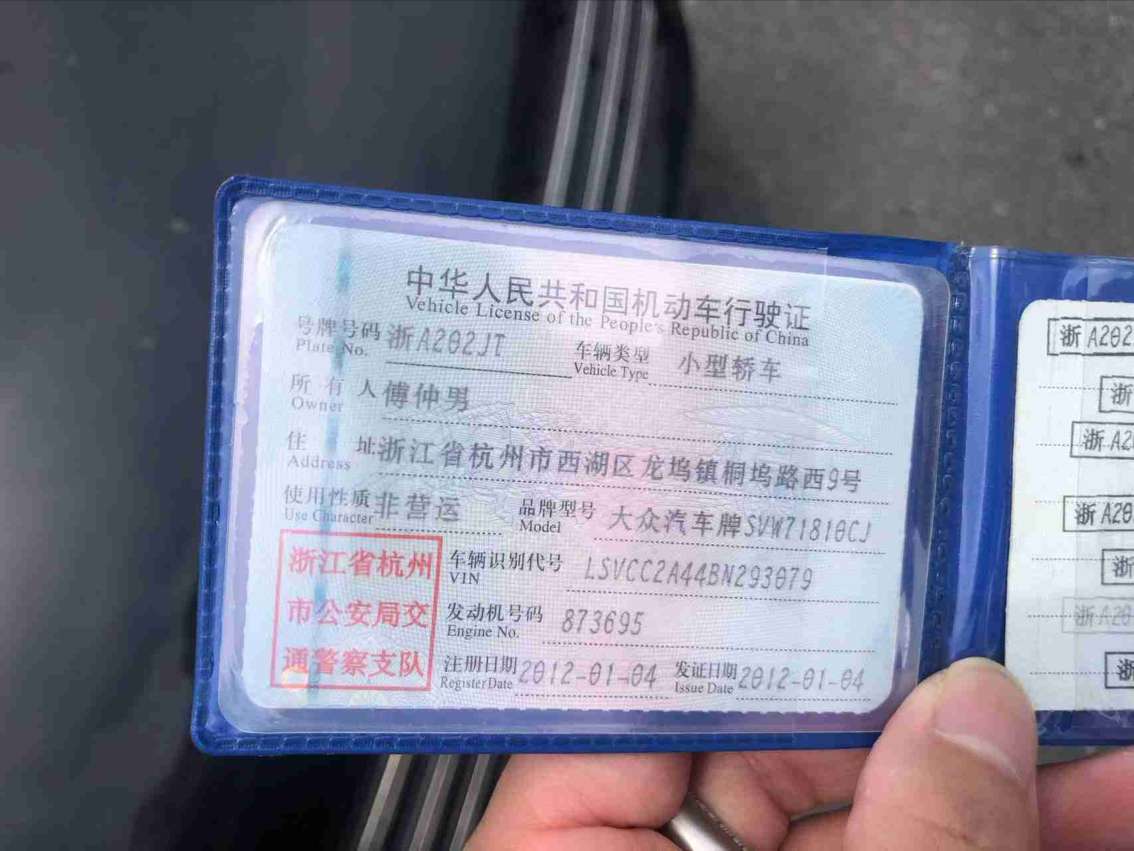 中华人民共和国机动车行驶证
Vehicle License of the People's Republic of China
号牌号码 浙A202JT 车辆类型 小型轿车
Plate No. Vehicle Type
所有人 傅仲男
Owner
住址 浙江省杭州市西湖区龙坞镇桐坞路西9号
Address
使用性质 非营运 品牌型号 大众汽车牌SVW71810CJ
Use Character Model
浙江省杭州
市公安局交
通警察支队
车辆识别代号 LSVCC2A44BN293079
VIN
发动机号码 873695
Engine No.
注册日期 2012-01-04 发证日期 2012-01-04
Register Date Issue Date
浙A202
浙
浙A2
浙A20
浙
浙A20
浙